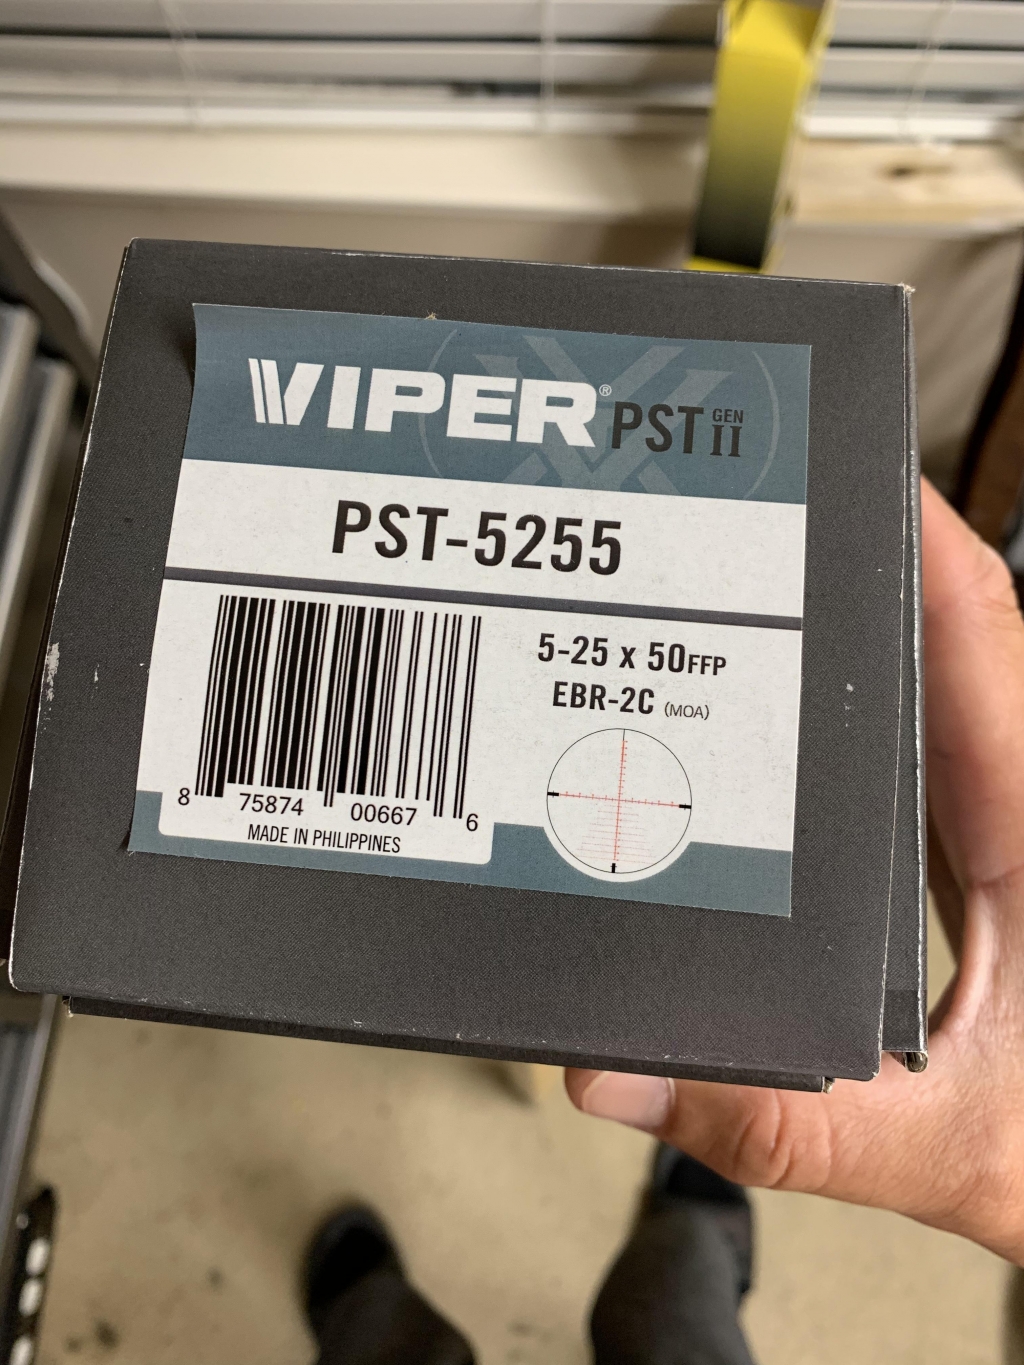 VIPER® PST GEN II
PST-5255
5-25 x 50FFP
EBR-2C (MOA)
8 75874 00667 6
MADE IN PHILIPPINES